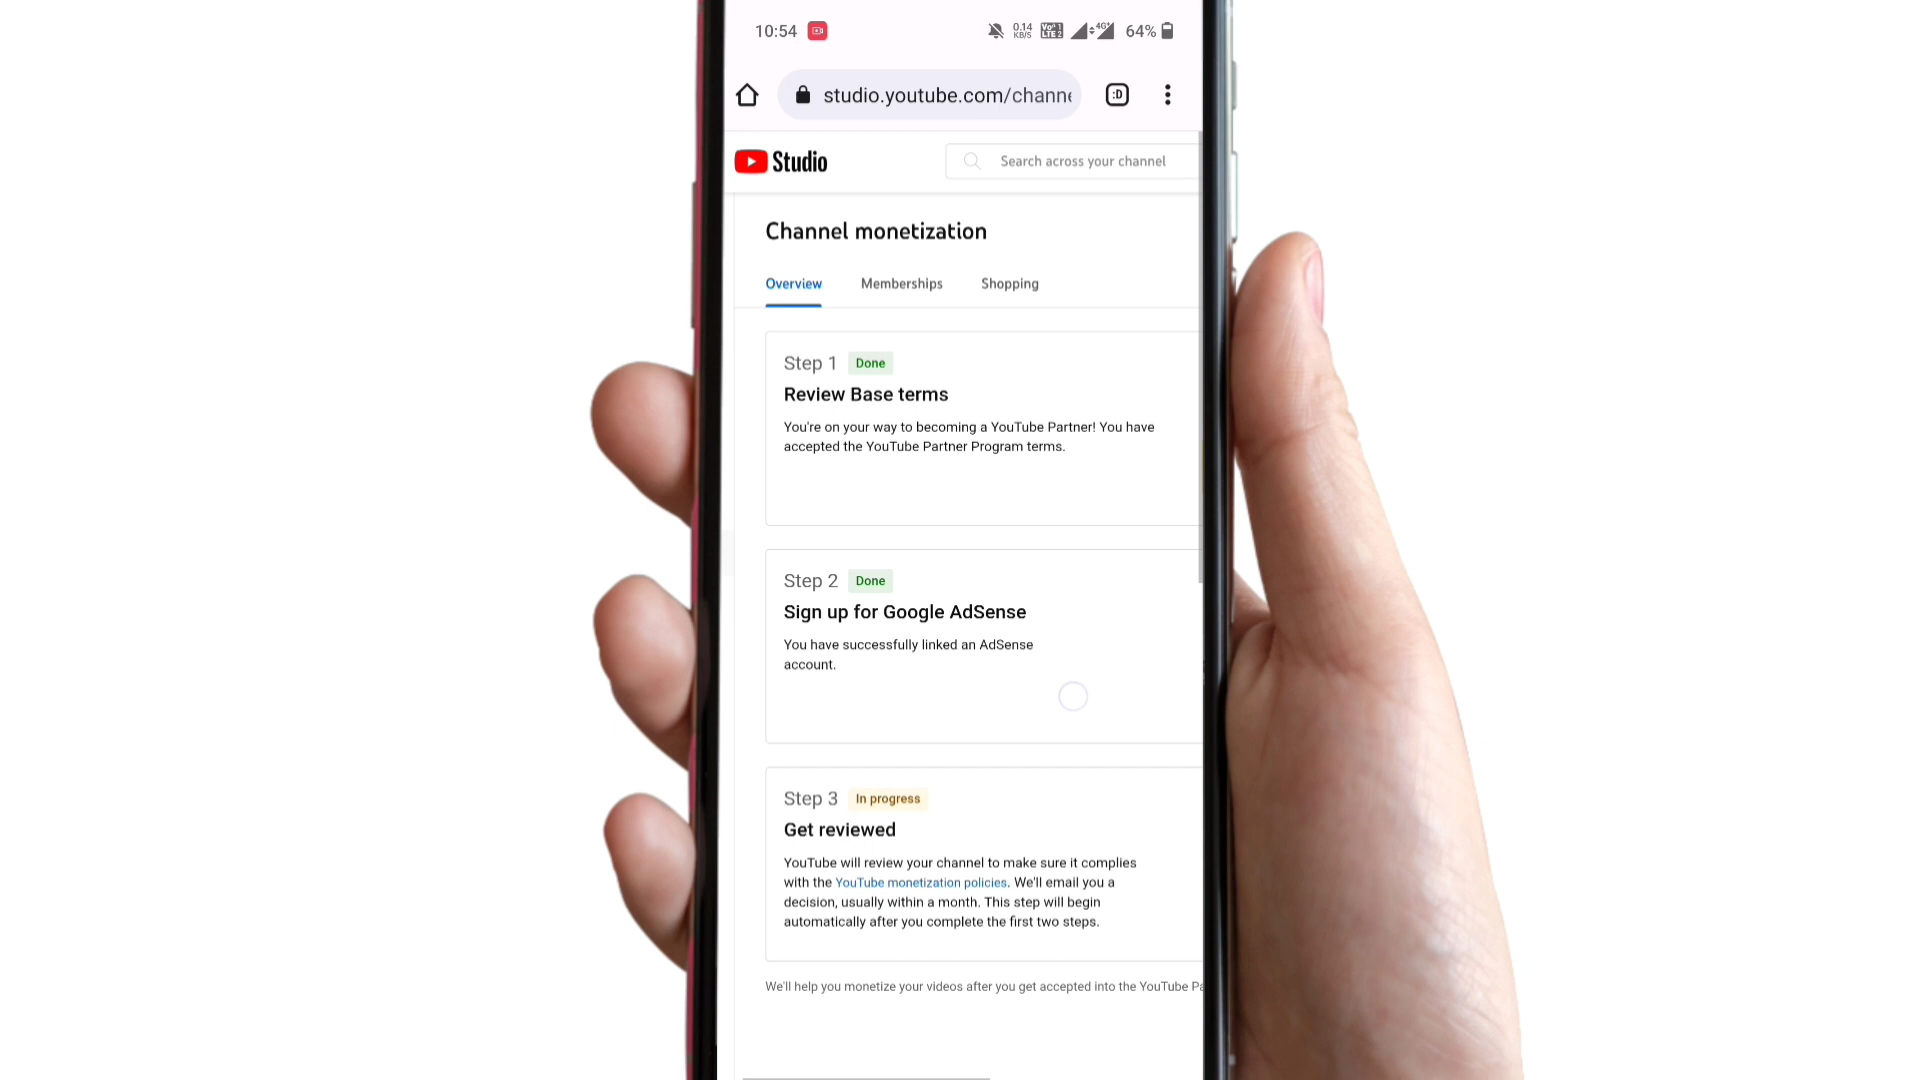 10:54
0.14
KB/S
64%
studio.youtube.com/channe
:D
Studio
Search across your channel
Channel monetization
Overview
Memberships
Shopping
Step 1
Done
Review Base terms
You're on your way to becoming a YouTube Partner! You have
accepted the YouTube Partner Program terms.
Step 2
Done
Sign up for Google AdSense
You have successfully linked an AdSense
account.
Step 3
In progress
Get reviewed
YouTube will review your channel to make sure it complies
with the YouTube monetization policies. We'll email you a
decision, usually within a month. This step will begin
automatically after you complete the first two steps.
We'll help you monetize your videos after you get accepted into the YouTube Pa